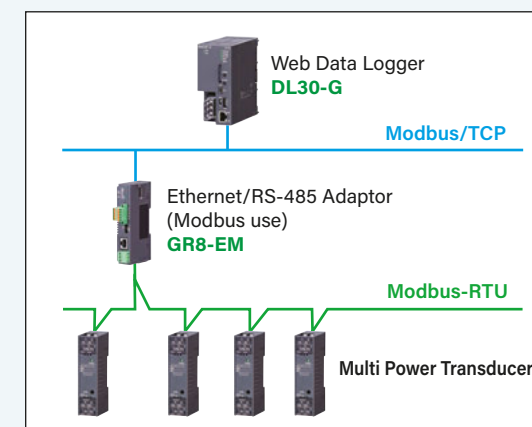 Web Data Logger
DL30-G
Modbus/TCP
Ethernet/RS-485 Adaptor
(Modbus use)
GR8-EM
Modbus-RTU
Multi Power Transducer